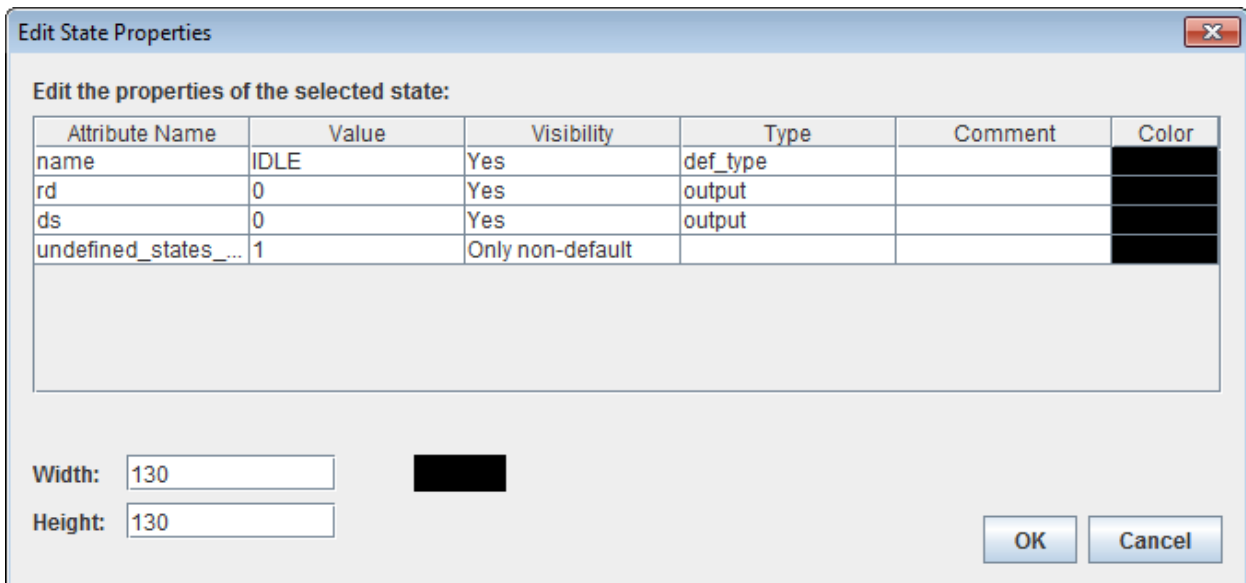 Edit State Properties
Edit the properties of the selected state:
Attribute Name Value Visibility Type Comment Color
name IDLE Yes def_type
rd 0 Yes output
ds 0 Yes output
undefined_states_... 1 Only non-default
Width: 130
Height: 130
OK Cancel